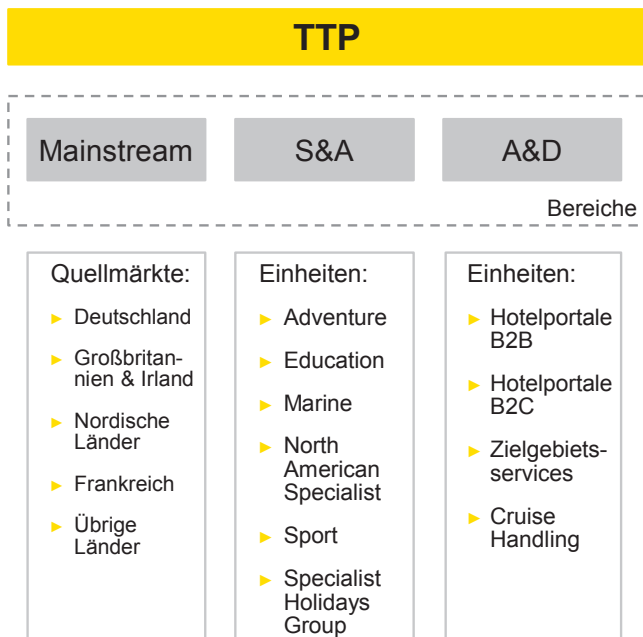 TTP
Mainstream
S&A
A&D
Bereiche
Quellmärkte:
► Deutschland
► Großbritan-
nien & Irland
► Nordische
Länder
► Frankreich
► Übrige
Länder
Einheiten:
► Adventure
► Education
► Marine
► North
American
Specialist
► Sport
► Specialist
Holidays
Group
Einheiten:
► Hotelportale
B2B
► Hotelportale
B2C
► Zielgebiets-
services
► Cruise
Handling